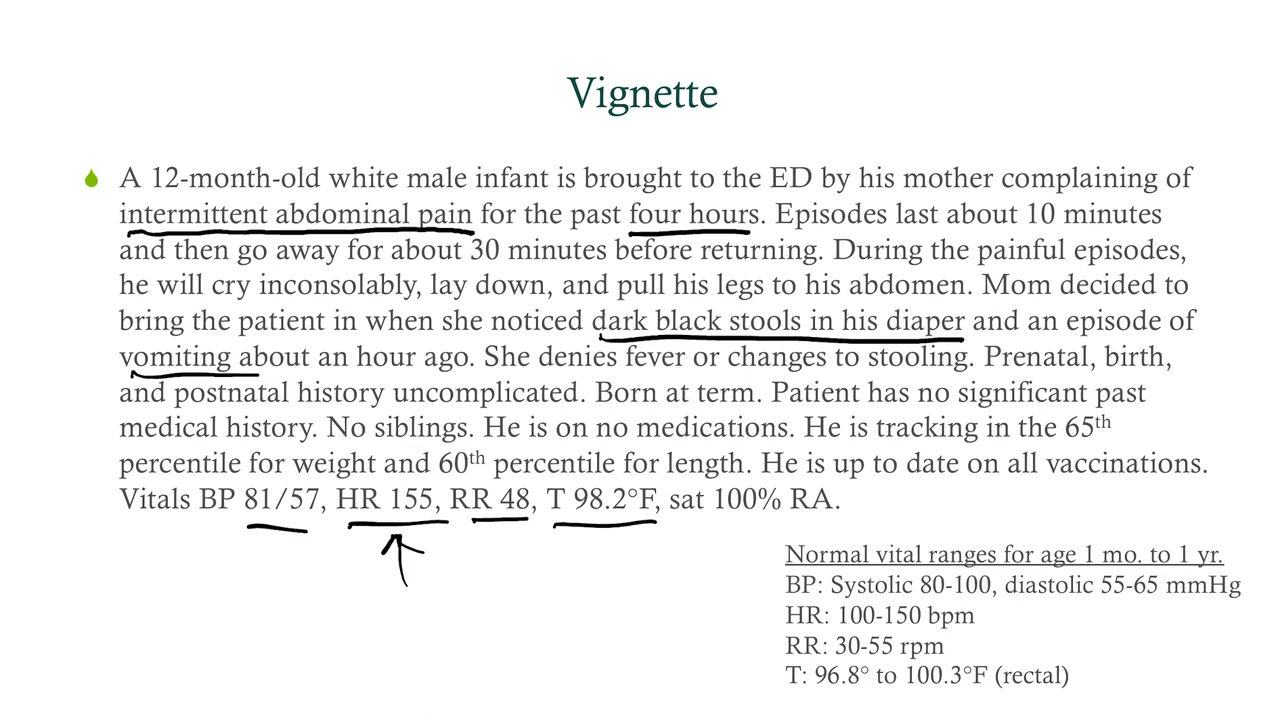 Vignette
A 12-month-old white male infant is brought to the ED by his mother complaining of
intermittent abdominal pain for the past four hours. Episodes last about 10 minutes
and then go away for about 30 minutes before returning. During the painful episodes,
he will cry inconsolably, lay down, and pull his legs to his abdomen. Mom decided to
bring the patient in when she noticed dark black stools in his diaper and an episode of
vomiting about an hour ago. She denies fever or changes to stooling. Prenatal, birth,
and postnatal history uncomplicated. Born at term. Patient has no significant past
medical history. No siblings. He is on no medications. He is tracking in the 65th
percentile for weight and 60th percentile for length. He is up to date on all vaccinations.
Vitals BP 81/57, HR 155, RR 48, T 98.2°F, sat 100% RA.
Normal vital ranges for age 1 mo. to 1 yr.
BP: Systolic 80-100, diastolic 55-65 mmHg
HR: 100-150 bpm
RR: 30-55 rpm
T: 96.8° to 100.3°F (rectal)